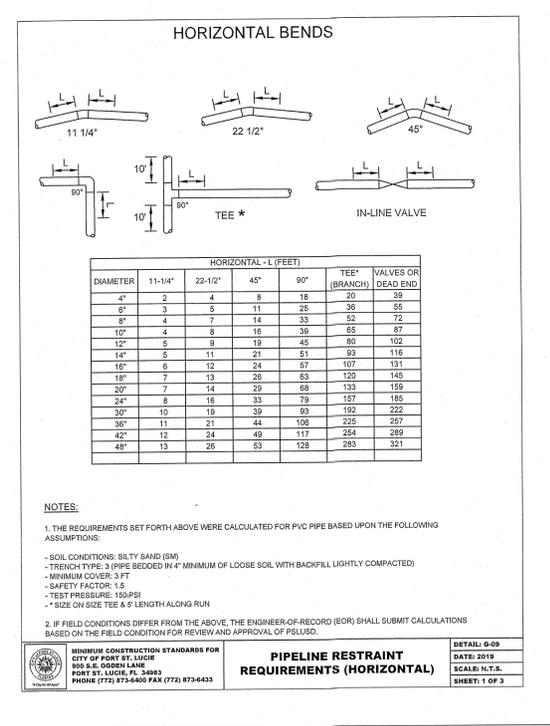 HORIZONTAL BENDS
L L
11 1/4°
L L
22 1/2°
L L
45°
L
90°
L
10'
L
90°
10'
TEE *
L L
IN-LINE VALVE
HORIZONTAL - L (FEET)
DIAMETER 11-1/4" 22-1/2° 45° 90° TEE* (BRANCH) VALVES OR DEAD END
4" 2 4 8 18 20 39
6" 3 5 11 25 36 55
8" 4 7 14 33 52 72
10" 4 8 16 39 65 87
12" 5 9 19 45 80 102
14" 5 11 21 51 93 116
16" 6 12 24 57 107 131
18" 7 13 26 63 120 145
20" 7 14 29 68 133 159
24" 8 16 33 79 157 185
30" 10 19 39 93 192 222
36" 11 21 44 106 225 257
42" 12 24 49 117 254 289
48" 13 26 53 128 283 321
NOTES:
1. THE REQUIREMENTS SET FORTH ABOVE WERE CALCULATED FOR PVC PIPE BASED UPON THE FOLLOWING
ASSUMPTIONS:
- SOIL CONDITIONS: SILTY SAND (SM)
- TRENCH TYPE: 3 (PIPE BEDDED IN 4" MINIMUM OF LOOSE SOIL WITH BACKFILL LIGHTLY COMPACTED)
- MINIMUM COVER: 3 FT
- SAFETY FACTOR: 1.5
- TEST PRESSURE: 150PSI
- * SIZE ON SIZE TEE & 5' LENGTH ALONG RUN
2. IF FIELD CONDITIONS DIFFER FROM THE ABOVE, THE ENGINEER-OF-RECORD (EOR) SHALL SUBMIT CALCULATIONS
BASED ON THE FIELD CONDITION FOR REVIEW AND APPROVAL OF PSLUSD.
MINIMUM CONSTRUCTION STANDARDS FOR
CITY OF PORT ST. LUCIE
900 S.E. OGDEN LANE
PORT ST. LUCIE, FL 34983
PHONE (772) 873-6400 FAX (772) 873-6433
PIPELINE RESTRAINT
REQUIREMENTS (HORIZONTAL)
DETAIL: G-09
DATE: 2019
SCALE: N.T.S.
SHEET: 1 OF 3